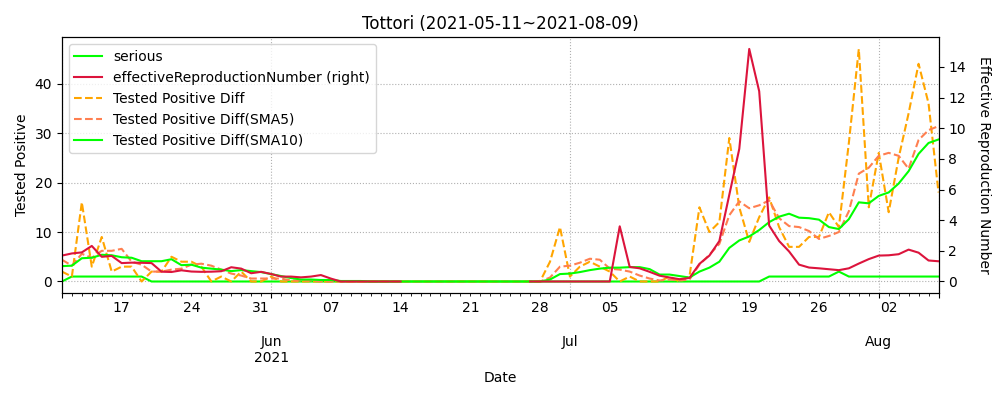 Tottori (2021-05-11~2021-08-09)
serious
effectiveReproductionNumber (right)
Tested Positive Diff
Tested Positive Diff(SMA5)
Tested Positive Diff(SMA10)
Tested Positive
40
30
20
10
0
14
12
10
8
6
4
2
0
Effective Reproduction Number
17 24 31 07 14 21 28 05 12 19 26 02
Jun Jul Aug
2021
Date